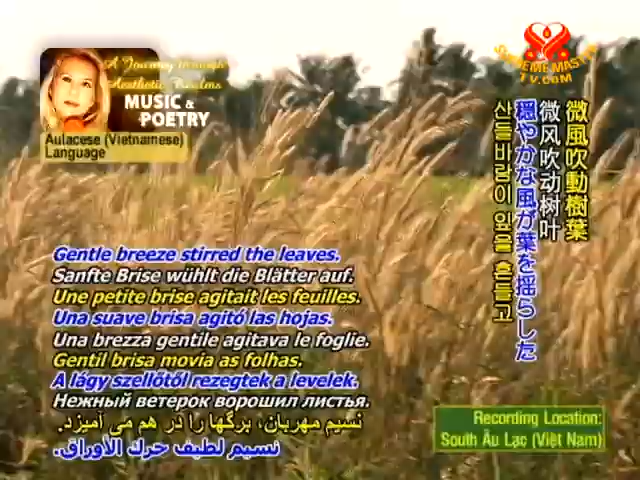 A Journey through
Aesthetic Realms
MUSIC &
POETRY
Aulacese (Vietnamese)
Language
SUPREME MASTER
TV.COM
微風吹動樹葉
微风吹动树叶
穏やかな風が葉を揺らした
산들바람이 잎을 흔들고
Gentle breeze stirred the leaves.
Sanfte Brise wühlt die Blätter auf.
Une petite brise agitait les feuilles.
Una suave brisa agitó las hojas.
Una brezza gentile agitava le foglie.
Gentil brisa movia as folhas.
A lágy szellőtől rezegtek a levelek.
Нежный ветерок ворошил листья.
نسیم مهربان، برگها را در هم می آمیزد.
نسيم لطيف حرك الأوراق.
Recording Location:
South Âu Lạc (Việt Nam)